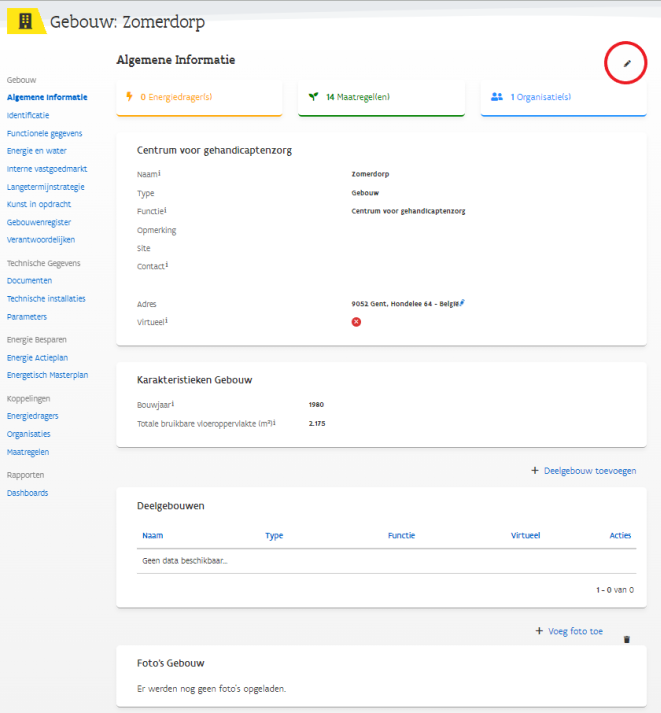 Gebouw: Zomerdorp
Algemene Informatie
Gebouw
Algemene Informatie
Identificatie
Functionele gegevens
Energie en water
Interne vastgoedmarkt
Langetermijnstrategie
Kunst in opdracht
Gebouwenregister
Verantwoordelijken
Technische Gegevens
Documenten
Technische installaties
Parameters
Energie Besparen
Energie Actieplan
Energetisch Masterplan
Koppelingen
Energiedragers
Organisaties
Maatregelen
Rapporten
Dashboards
0 Energiedrager(s)
14 Maatregel(en)
1 Organisatie(s)
Centrum voor gehandicaptenzorg
Naam Zomerdorp
Type Gebouw
Functie Centrum voor gehandicaptenzorg
Opmerking
Site
Contact
Adres 9052 Gent, Hondelee 64 - België
Virtueel
Karakteristieken Gebouw
Bouwjaar 1980
Totale bruikbare vloeroppervlakte (m²) 2.175
+ Deelgebouw toevoegen
Deelgebouwen
Naam Type Functie Virtueel Acties
Geen data beschikbaar...
1 - 0 van 0
+ Voeg foto toe
Foto's Gebouw
Er werden nog geen foto's opgeladen.